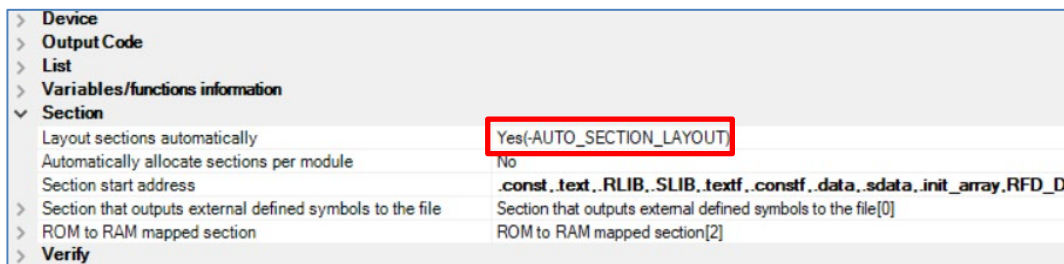 Device
Output Code
List
Variables/functions information
Section
Layout sections automatically Yes(-AUTO_SECTION_LAYOUT)
Automatically allocate sections per module No
Section start address .const,.text,.RLIB,.SLIB,.textf,.constf,.data,.sdata,.init_array,RFD_D
Section that outputs external defined symbols to the file Section that outputs external defined symbols to the file[0]
ROM to RAM mapped section ROM to RAM mapped section[2]
Verify